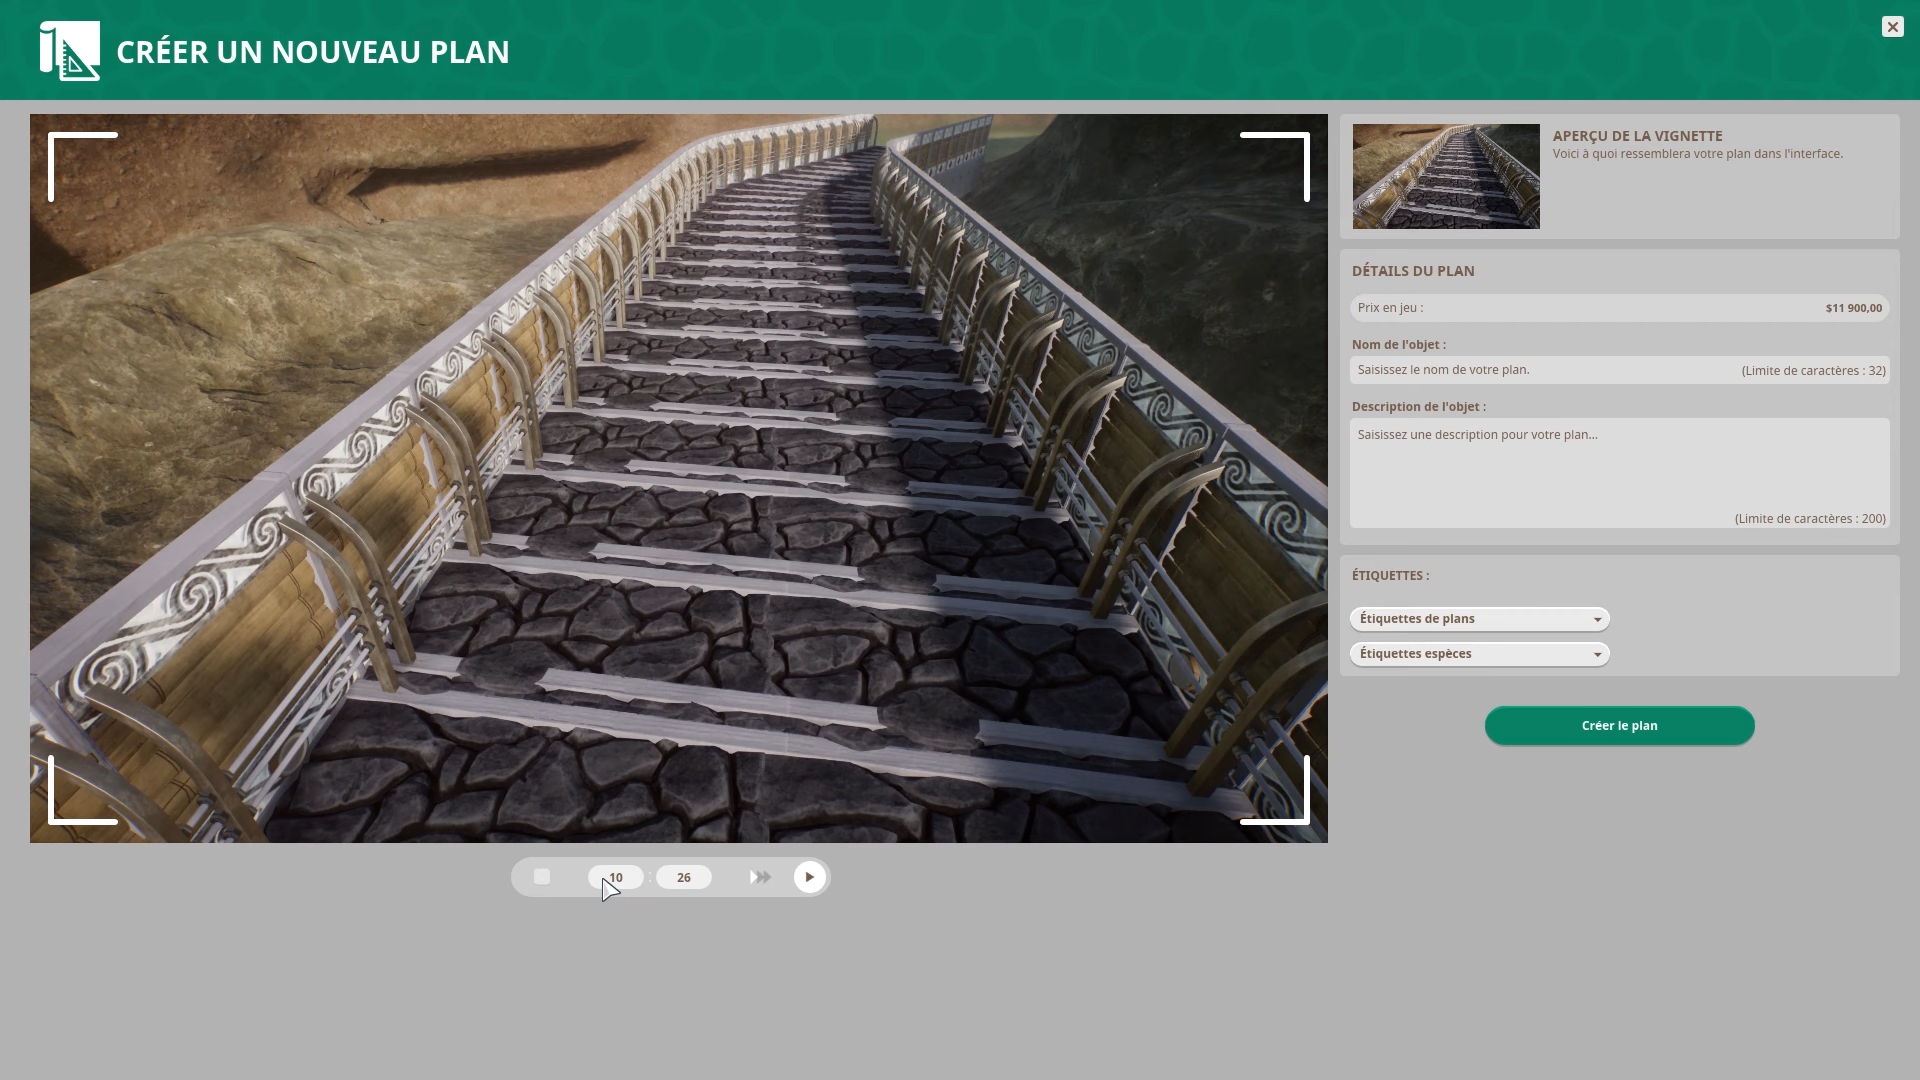 CRÉER UN NOUVEAU PLAN
APERÇU DE LA VIGNETTE
Voici à quoi ressemblera votre plan dans l'interface.
DÉTAILS DU PLAN
Prix en jeu :
$11 900,00
Nom de l'objet :
Saisissez le nom de votre plan.
(Limite de caractères : 32)
Description de l'objet :
Saisissez une description pour votre plan...
(Limite de caractères : 200)
ÉTIQUETTES :
Étiquettes de plans
Étiquettes espèces
Créer le plan
10 : 26